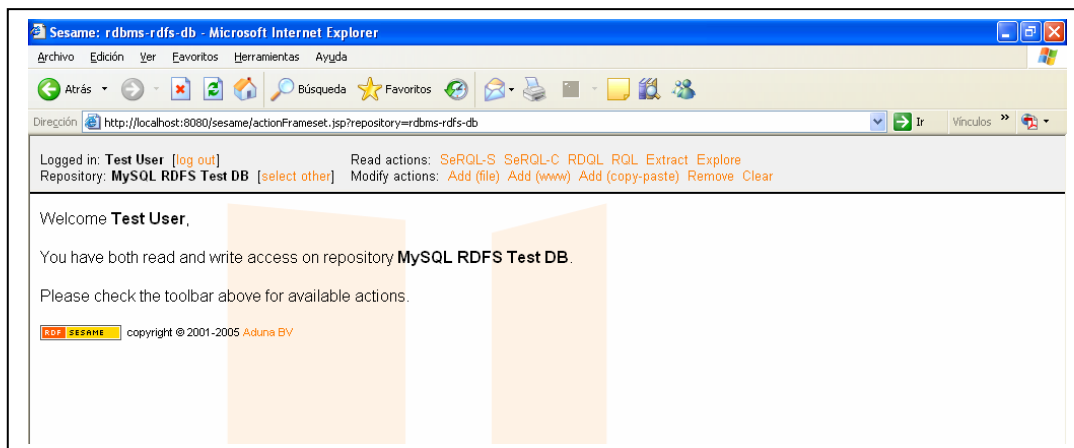 Sesame: rdbms-rdfs-db - Microsoft Internet Explorer
Archivo Edición Ver Favoritos Herramientas Ayuda
Atrás Búsqueda Favoritos
Dirección http://localhost:8080/sesame/actionFrameset.jsp?repository=rdbms-rdfs-db Ir Vínculos »
Logged in: Test User [log out] Read actions: SeRQL-S SeRQL-C RDQL RQL Extract Explore
Repository: MySQL RDFS Test DB [select other] Modify actions: Add (file) Add (www) Add (copy-paste) Remove Clear
Welcome Test User,
You have both read and write access on repository MySQL RDFS Test DB.
Please check the toolbar above for available actions.
RDF SESAME copyright © 2001-2005 Aduna BV